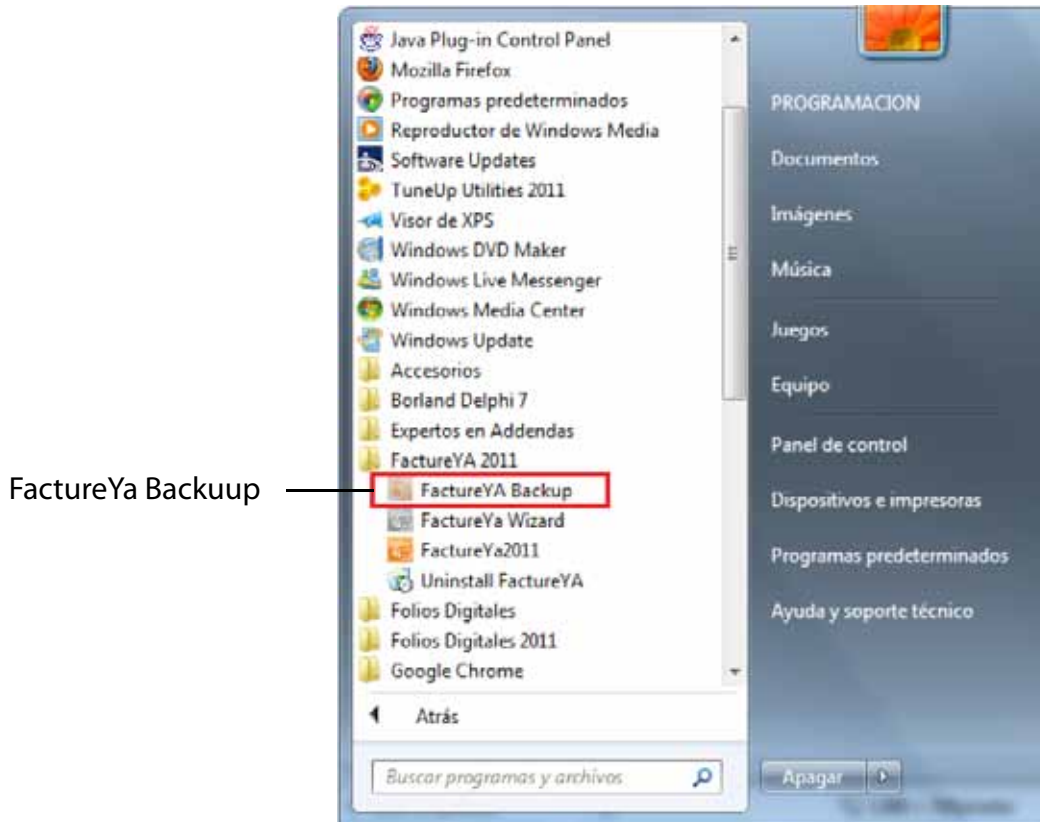 Java Plug-in Control Panel
Mozilla Firefox
Programas predeterminados
Reproductor de Windows Media
Software Updates
TuneUp Utilities 2011
Visor de XPS
Windows DVD Maker
Windows Live Messenger
Windows Media Center
Windows Update
Accesorios
Borland Delphi 7
Expertos en Addendas
FactureYA 2011
FactureYa Backuup
FactureYA Backup
FactureYa Wizard
FactureYa2011
Uninstall FactureYA
Folios Digitales
Folios Digitales 2011
Google Chrome
Atrás
Buscar programas y archivos
PROGRAMACION
Documentos
Imágenes
Música
Juegos
Equipo
Panel de control
Dispositivos e impresoras
Programas predeterminados
Ayuda y soporte técnico
Apagar